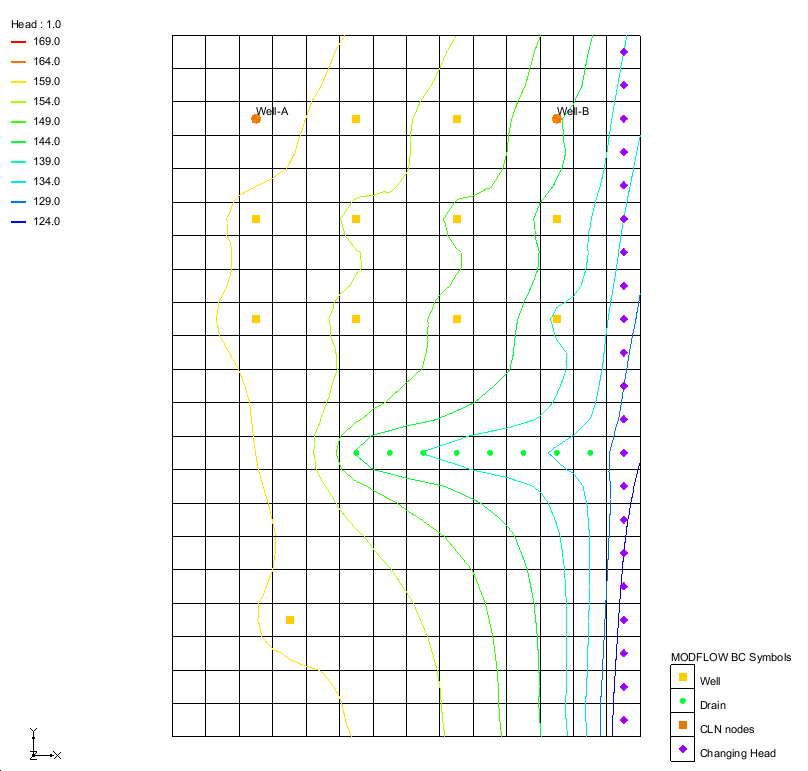 Head : 1.0
169.0
164.0
159.0
154.0
149.0
144.0
139.0
134.0
129.0
124.0
Well-A
Well-B
MODFLOW BC Symbols
Well
Drain
CLN nodes
Changing Head
Y
Z X